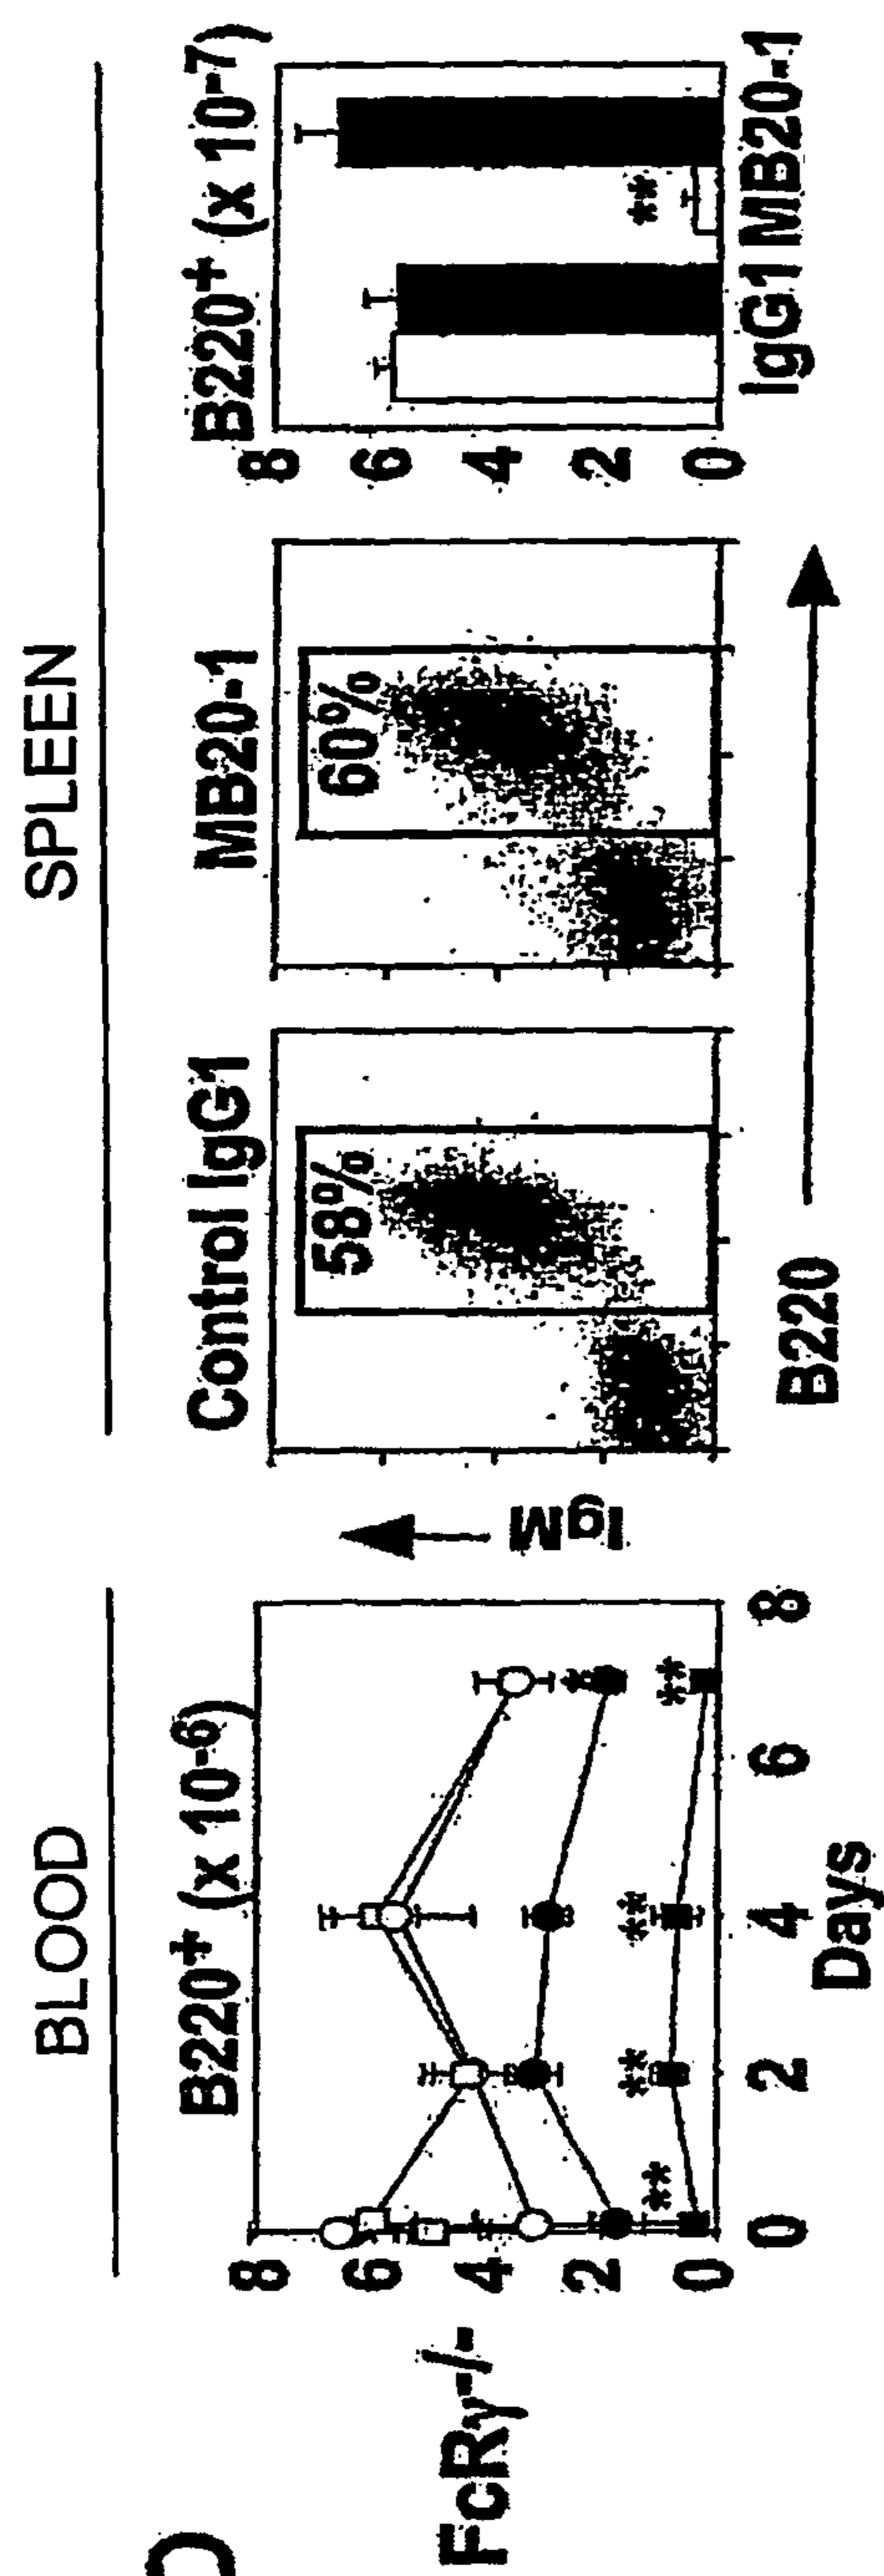 D
BLOOD
SPLEEN
FcRγ-/-
B220+ (x 10-6)
8
6
4
2
0
0 2 4 6 8
Days
**
**
**
**
*
IgM
Control IgG1
58%
MB20-1
60%
B220
B220+ (x 10-7)
8
6
4
2
0
**
IgG1 MB20-1